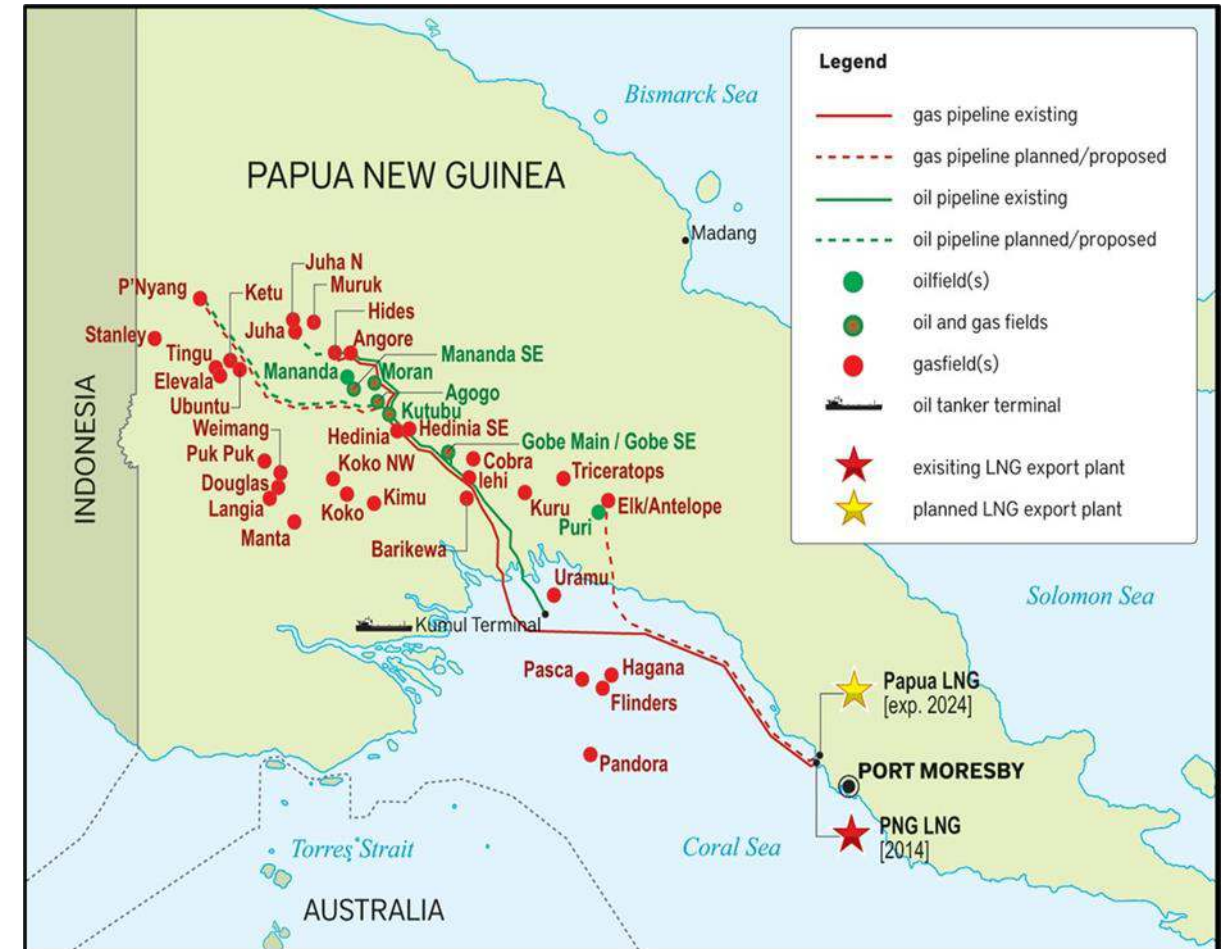 Bismarck Sea
PAPUA NEW GUINEA
Madang
Legend
gas pipeline existing
gas pipeline planned/proposed
oil pipeline existing
oil pipeline planned/proposed
oilfield(s)
oil and gas fields
gasfield(s)
oil tanker terminal
exisiting LNG export plant
planned LNG export plant
Juha N
P'Nyang
Ketu
Muruk
Hides
Stanley
Juha
Angore
Tingu
Mananda
Mananda SE
Elevala
Moran
Agogo
Ubuntu
Kutubu
Weimang
Hedinia
Hedinia SE
Gobe Main / Gobe SE
Puk Puk
Koko NW
Cobra
Triceratops
Douglas
Iehi
Langia
Koko
Kimu
Kuru
Elk/Antelope
Manta
Puri
Barikewa
INDONESIA
Uramu
Solomon Sea
Kumul Terminal
Pasca
Hagana
Flinders
Papua LNG
[exp. 2024]
Pandora
PORT MORESBY
PNG LNG
[2014]
Torres Strait
Coral Sea
AUSTRALIA